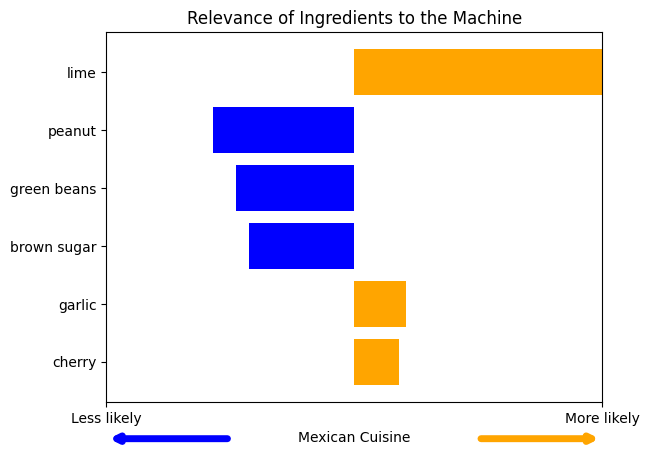 Relevance of Ingredients to the Machine
lime
peanut
green beans
brown sugar
garlic
cherry
Less likely
More likely
Mexican Cuisine